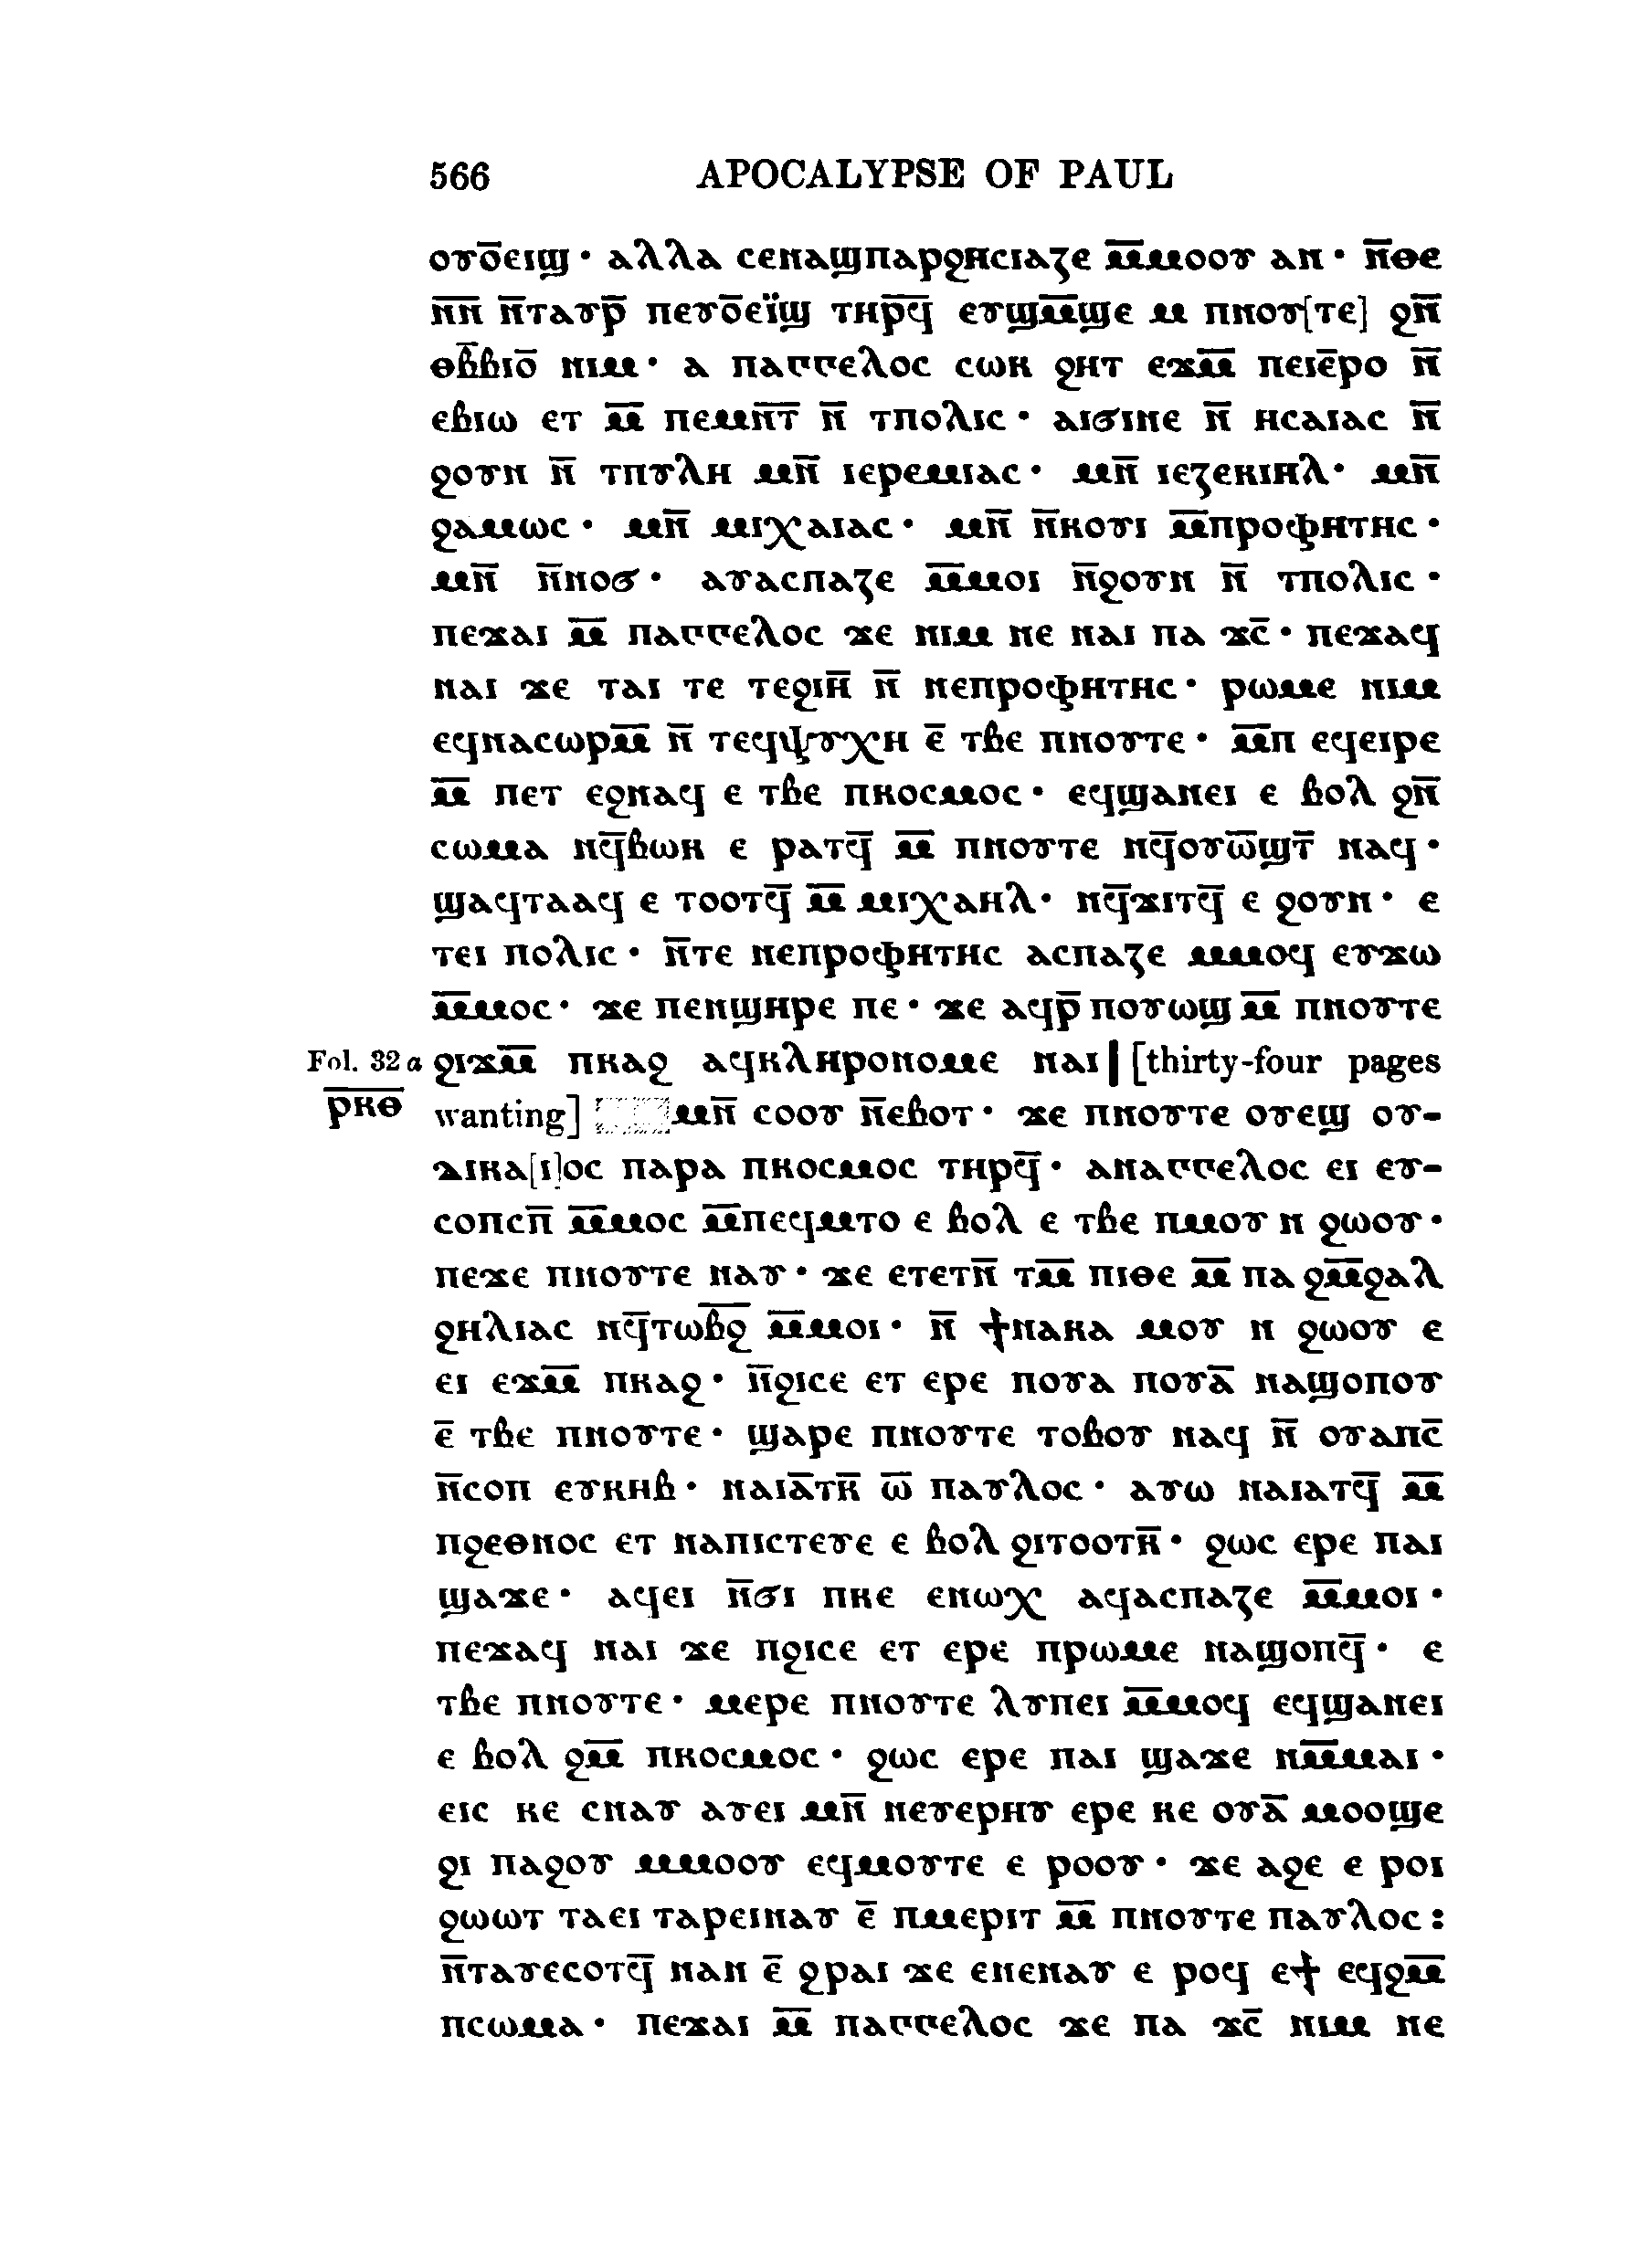 566 APOCALYPSE OF PAUL
ⲟⲩⲟ̅ⲉⲓϣ · ⲁⲗⲗⲁ ⲥⲉⲛⲁϣⲡⲁⲣϩⲏⲥⲓⲁⲍⲉ ⲙ̅ⲙⲟⲟⲩ ⲁⲛ · ⲛ̅ⲑⲉ
ⲛ̅ⲛ̅ ⲛ̅ⲧⲁⲩⲣ̅ ⲡⲉⲩⲟ̅ⲉⲓ̈ϣ ⲧⲏⲣ̅ϥ̅ ⲉⲩϣⲙ̅ϣⲉ ⲙ ⲡⲛⲟⲩ[ⲧⲉ] ϩⲛ̅
ⲑⲃ̅ⲃⲓⲟ̅ ⲛⲓⲙ · ⲁ ⲡⲁⲅⲅⲉⲗⲟⲥ ⲥⲱⲕ ϩⲏⲧ ⲉϫⲙ̅ ⲡⲉⲓⲉ̅ⲣⲟ ⲛ̅
ⲉⲃⲓⲱ ⲉⲧ ⲙ̅ ⲡⲉⲙⲛ̅ⲧ̅ ⲛ̅ ⲧⲡⲟⲗⲓⲥ · ⲁⲓϭⲓⲛⲉ ⲛ̅ ⲏⲥⲁⲓⲁⲥ ⲛ̅
ϩⲟⲩⲛ ⲛ̅ ⲧⲡⲩⲗⲏ ⲙⲛ̅ ⲓⲉⲣⲉⲙⲓⲁⲥ · ⲙⲛ̅ ⲓⲉⲍⲉⲕⲓⲏⲗ · ⲙⲛ̅
ϩⲁⲙⲱⲥ · ⲙⲛ̅ ⲙⲓⲭⲁⲓⲁⲥ · ⲙⲛ̅ ⲛ̅ⲕⲟⲩⲓ ⲙ̅ⲡⲣⲟⲫⲏⲧⲏⲥ ·
ⲙⲛ̅ ⲛ̅ⲛⲟϭ · ⲁⲩⲁⲥⲡⲁⲍⲉ ⲙ̅ⲙⲟⲓ ⲛ̅ϩⲟⲩⲛ ⲛ̅ ⲧⲡⲟⲗⲓⲥ ·
ⲡⲉϫⲁⲓ ⲙ̅ ⲡⲁⲅⲅⲉⲗⲟⲥ ϫⲉ ⲛⲓⲙ ⲛⲉ ⲛⲁⲓ ⲡⲁ ϫⲥ̅ · ⲡⲉϫⲁϥ
ⲛⲁⲓ ϫⲉ ⲧⲁⲓ ⲧⲉ ⲧⲉϩⲓⲏ̅ ⲛ̅ ⲛⲉⲡⲣⲟⲫⲏⲧⲏⲥ · ⲣⲱⲙⲉ ⲛⲓⲙ
ⲉϥⲛⲁⲥⲱⲣⲙ̅ ⲛ̅ ⲧⲉϥⲯⲩⲭⲏ ⲉ̅ ⲧⲃⲉ ⲡⲛⲟⲩⲧⲉ · ⲙ̅ⲡ ⲉϥⲉⲓⲣⲉ
ⲙ̅ ⲡⲉⲧ ⲉϩⲛⲁϥ ⲉ ⲧⲃⲉ ⲡⲕⲟⲥⲙⲟⲥ · ⲉϥϣⲁⲛⲉⲓ ⲉ ⲃⲟⲗ ϩⲛ̅
ⲥⲱⲙⲁ ⲛϥ̅ⲃⲱⲕ ⲉ ⲣⲁⲧϥ̅ ⲙ̅ ⲡⲛⲟⲩⲧⲉ ⲛϥ̅ⲟⲩⲱ̅ϣⲧ̅ ⲛⲁϥ ·
ϣⲁϥⲧⲁⲁϥ ⲉ ⲧⲟⲟⲧϥ̅ ⲙ̅ ⲙⲓⲭⲁⲏⲗ · ⲛϥ̅ϫⲓⲧϥ̅ ⲉ ϩⲟⲩⲛ · ⲉ
ⲧⲉⲓ ⲡⲟⲗⲓⲥ · ⲛ̅ⲧⲉ ⲛⲉⲡⲣⲟⲫⲏⲧⲏⲥ ⲁⲥⲡⲁⲍⲉ ⲙⲙⲟϥ ⲉⲩϫⲱ
ⲙ̅ⲙⲟⲥ · ϫⲉ ⲡⲉⲛϣⲏⲣⲉ ⲡⲉ · ϫⲉ ⲁϥⲣ̅ ⲡⲟⲩⲱϣ ⲙ̅ ⲡⲛⲟⲩⲧⲉ
Fol. 32 a ϩⲓϫⲙ̅ ⲡⲕⲁϩ ⲁϥⲕⲗⲏⲣⲟⲛⲟⲙⲉ ⲛⲁⲓ | [thirty-four pages
ⲣ̅ⲕ̅ⲑ̅ wanting] ⲙⲛ̅ ⲥⲟⲟⲩ ⲛ̅ⲉⲃⲟⲧ · ϫⲉ ⲡⲛⲟⲩⲧⲉ ⲟⲩⲉϣ ⲟⲩ-
ⲇⲓⲕⲁ[ⲓ]ⲟⲥ ⲡⲁⲣⲁ ⲡⲕⲟⲥⲙⲟⲥ ⲧⲏⲣϥ̅ · ⲁⲛⲁⲅⲅⲉⲗⲟⲥ ⲉⲓ ⲉⲩ-
ⲥⲟⲡⲥⲡ̅ ⲙ̅ⲙⲟⲥ ⲙ̅ⲡⲉϥⲙⲧⲟ ⲉ ⲃⲟⲗ ⲉ ⲧⲃⲉ ⲡⲙⲟⲩ ⲛ ϩⲱⲟⲩ ·
ⲡⲉϫⲉ ⲡⲛⲟⲩⲧⲉ ⲛⲁⲩ · ϫⲉ ⲉⲧⲉⲧⲛ̅ ⲧⲙ̅ ⲡⲓⲑⲉ ⲙ̅ ⲡⲁ ϩⲙ̅ϩⲁⲗ
ϩⲏⲗⲓⲁⲥ ⲛϥ̅ⲧⲱⲃ̅ϩ̅ ⲙ̅ⲙⲟⲓ · ⲛ̅ ϯⲛⲁⲕⲁ ⲙⲟⲩ ⲛ ϩⲱⲟⲩ ⲉ
ⲉⲓ ⲉϫⲙ̅ ⲡⲕⲁϩ · ⲛ̅ϩⲓⲥⲉ ⲉⲧ ⲉⲣⲉ ⲡⲟⲩⲁ ⲡⲟⲩⲁ̅ ⲛⲁϣⲟⲡⲟⲩ
ⲉ̅ ⲧⲃⲉ ⲡⲛⲟⲩⲧⲉ · ϣⲁⲣⲉ ⲡⲛⲟⲩⲧⲉ ⲧⲟⲃⲟⲩ ⲛⲁϥ ⲛ̅ ⲟⲩⲁⲡⲥ̅
ⲛ̅ⲥⲟⲡ ⲉⲩⲕⲏⲃ · ⲛⲁⲓⲁ̅ⲧⲕ̅ ⲱ̅ ⲡⲁⲩⲗⲟⲥ · ⲁⲩⲱ ⲛⲁⲓⲁⲧϥ̅ ⲙ̅
ⲡϩⲉⲑⲛⲟⲥ ⲉⲧ ⲛⲁⲡⲓⲥⲧⲉⲩⲉ ⲉ ⲃⲟⲗ ϩⲓⲧⲟⲟⲧⲕ̅ · ϩⲱⲥ ⲉⲣⲉ ⲡⲁⲓ
ϣⲁϫⲉ · ⲁϥⲉⲓ ⲛ̅ϭⲓ ⲡⲕⲉ ⲉⲛⲱⲭ ⲁϥⲁⲥⲡⲁⲍⲉ ⲙ̅ⲙⲟⲓ ·
ⲡⲉϫⲁϥ ⲛⲁⲓ ϫⲉ ⲡϩⲓⲥⲉ ⲉⲧ ⲉⲣⲉ ⲡⲣⲱⲙⲉ ⲛⲁϣⲟⲡϥ̅ · ⲉ
ⲧⲃⲉ ⲡⲛⲟⲩⲧⲉ · ⲙⲉⲣⲉ ⲡⲛⲟⲩⲧⲉ ⲗⲩⲡⲉⲓ ⲙ̅ⲙⲟϥ ⲉϥϣⲁⲛⲉⲓ
ⲉ ⲃⲟⲗ ϩⲙ̅ ⲡⲕⲟⲥⲙⲟⲥ · ϩⲱⲥ ⲉⲣⲉ ⲡⲁⲓ ϣⲁϫⲉ ⲛⲙ̅ⲙⲁⲓ ·
ⲉⲓⲥ ⲕⲉ ⲥⲛⲁⲩ ⲁⲩⲉⲓ ⲙⲛ̅ ⲛⲉⲩⲉⲣⲏⲩ ⲉⲣⲉ ⲕⲉ ⲟⲩⲁ̅ ⲙⲟⲟϣⲉ
ϩⲓ ⲡⲁϩⲟⲩ ⲙⲙⲟⲟⲩ ⲉϥⲙⲟⲩⲧⲉ ⲉ ⲣⲟⲟⲩ · ϫⲉ ⲁϩⲉ ⲉ ⲣⲟⲓ
ϩⲱⲱⲧ ⲧⲁⲉⲓ ⲧⲁⲣⲉⲓⲛⲁⲩ ⲉ̅ ⲡⲙⲉⲣⲓⲧ ⲙ̅ ⲡⲛⲟⲩⲧⲉ ⲡⲁⲩⲗⲟⲥ :
ⲛ̅ⲧⲁⲩⲉⲥⲟⲧϥ̅ ⲛⲁⲛ ⲉ̅ ϩⲣⲁⲓ ϫⲉ ⲉⲛⲉⲛⲁⲩ ⲉ ⲣⲟϥ ⲉϯ ⲉϥϩⲙ̅
ⲡⲥⲱⲙⲁ · ⲡⲉϫⲁⲓ ⲙ̅ ⲡⲁⲅⲅⲉⲗⲟⲥ ϫⲉ ⲡⲁ ϫⲥ̅ ⲛⲓⲙ ⲡⲉ